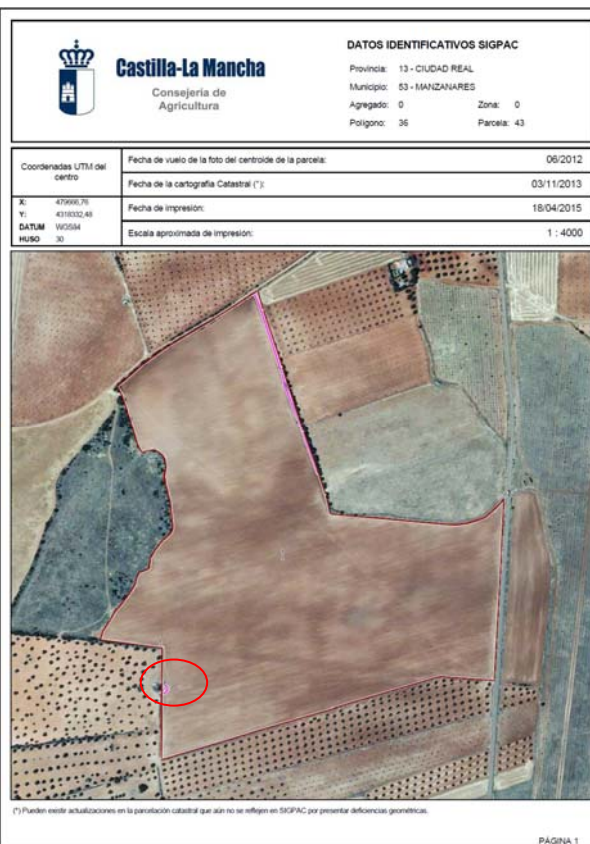 Castilla-La Mancha
Consejería de
Agricultura
DATOS IDENTIFICATIVOS SIGPAC
Provincia: 13 - CIUDAD REAL
Municipio: 53 - MANZANARES
Agregado: 0 Zona: 0
Polígono: 36 Parcela: 43
Coordenadas UTM del
centro
X: 479666,76
Y: 4318332,48
DATUM WGS84
HUSO 30
Fecha de vuelo de la foto del centroide de la parcela: 06/2012
Fecha de la cartografía Catastral (*): 03/11/2013
Fecha de impresión: 18/04/2015
Escala aproximada de impresión: 1 : 4000
(*) Pueden existir actualizaciones en la parcelación catastral que aún no se reflejen en SIGPAC por presentar deficiencias geométricas.
PÁGINA 1